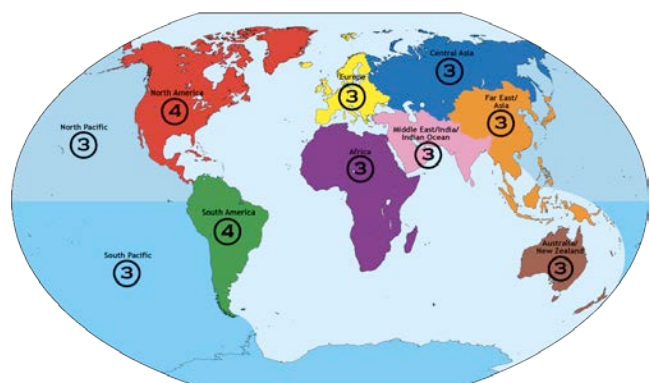 Central Asia
3
Europe
3
North America
4
Far East/
Asia
3
North Pacific
3
Middle East/India/
Indian Ocean
3
Africa
3
South America
4
South Pacific
3
Australia/
New Zealand
3